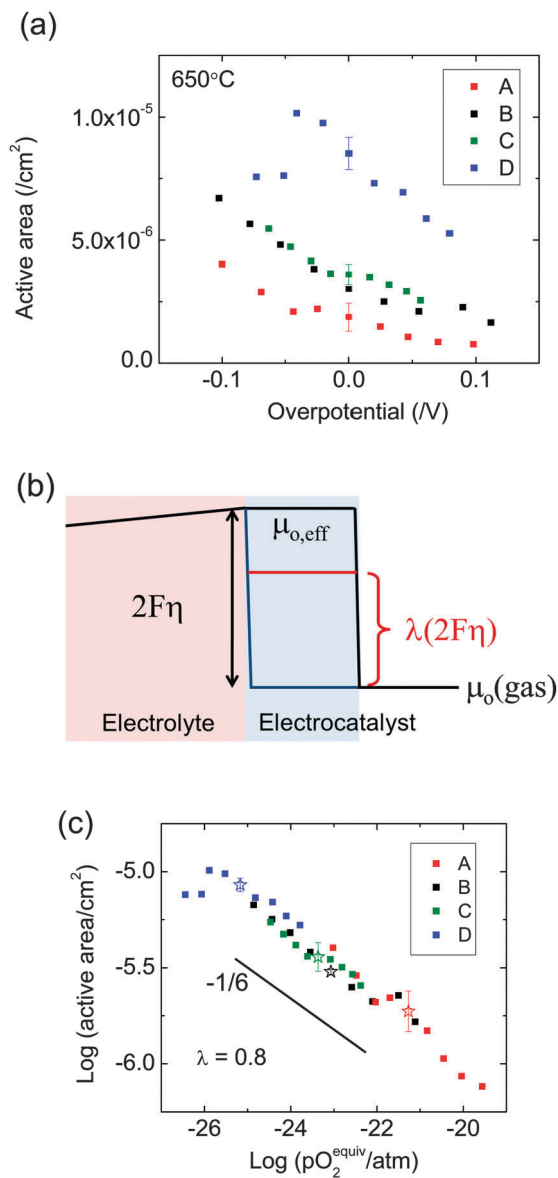 (a)
650°C
A
B
C
D
1.0x10⁻⁵
5.0x10⁻⁶
0.0
Active area (/cm²)
-0.1
0.0
0.1
Overpotential (/V)
(b)
μo,eff
2Fη
λ(2Fη)
μo(gas)
Electrolyte
Electrocatalyst
(c)
A
B
C
D
-5.0
-5.5
-6.0
Log (active area/cm²)
-1/6
λ = 0.8
-26
-24
-22
-20
Log (pO₂ᵉᑫᵘⁱᵛ/atm)